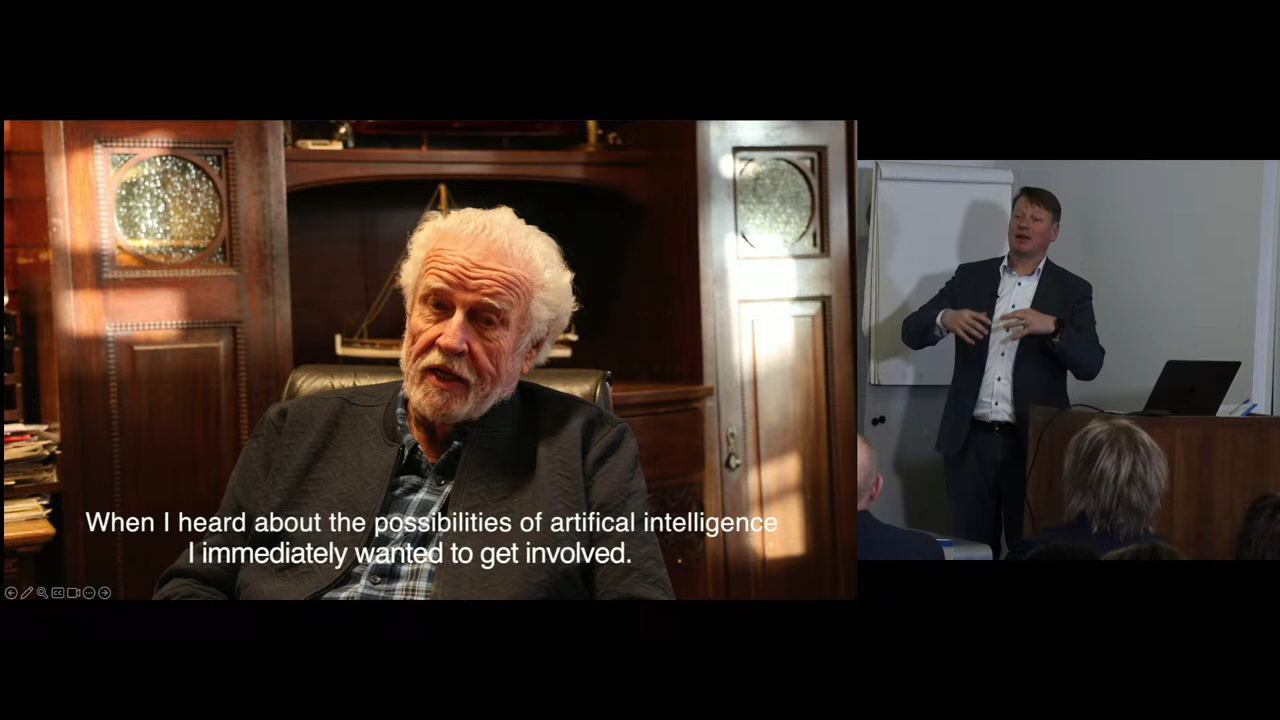 When I heard about the possibilities of artifical intelligence
I immediately wanted to get involved.